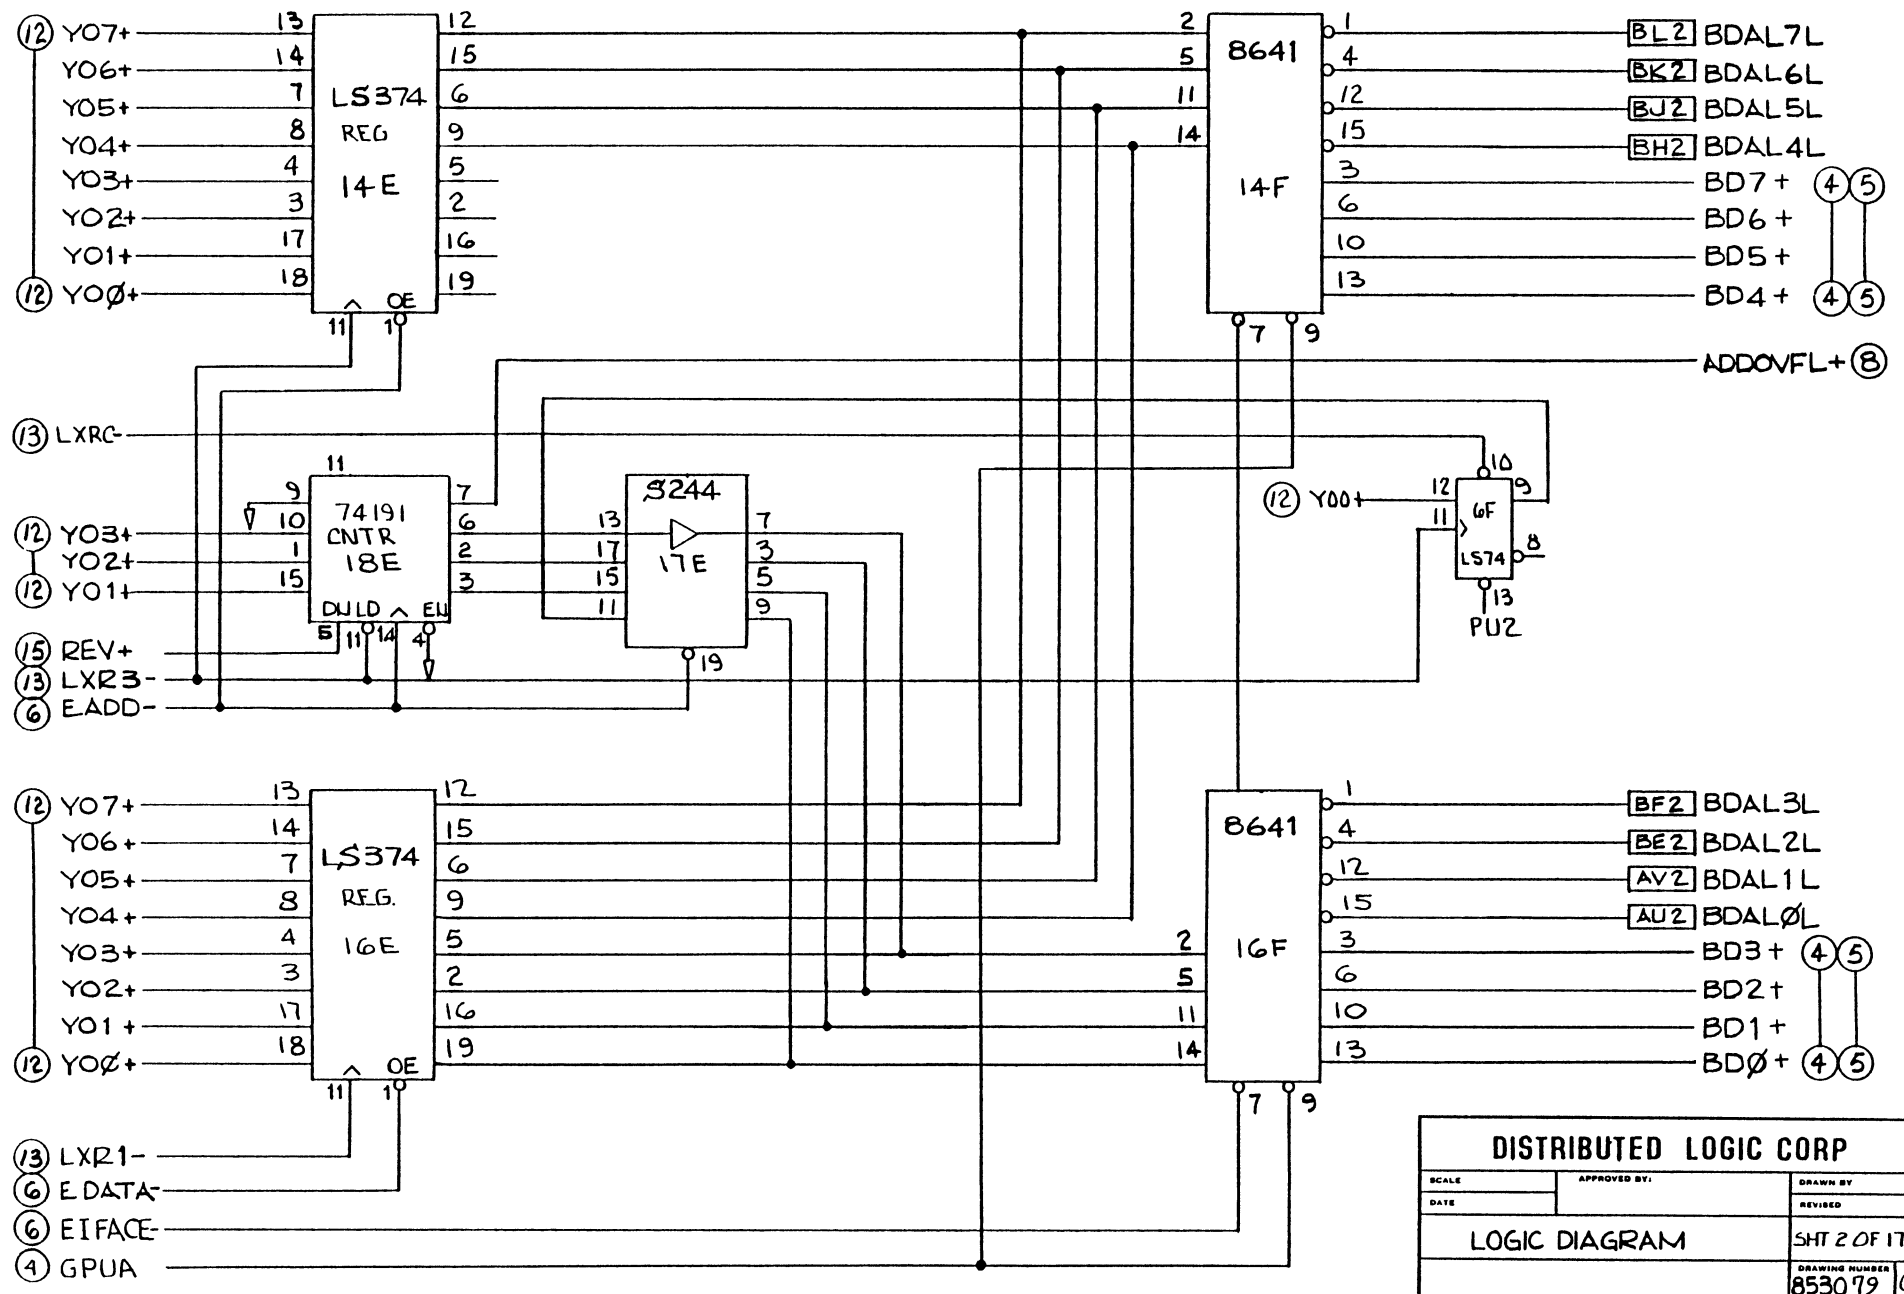 12 Y07+ 13 12 2 1 BL2 BDAL7L
Y06+ 14 15 5 8641 4 BK2 BDAL6L
Y05+ 7 LS374 6 11 12 BJ2 BDAL5L
Y04+ 8 REG 9 14 15 BH2 BDAL4L
Y03+ 4 14E 5 14F 3 BD7+ 4 5
Y02+ 3 2 6 BD6+
Y01+ 17 16 10 BD5+
12 Y0Ø+ 18 19 13 BD4+ 4 5
^ OE
11 1 7 9
ADDOVFL+ 8
13 LXRC-
11 S244 10
9 74191 7 12 Y00+ 12 6F 9
12 Y03+ 10 CNTR 6 13 7 11 >
Y02+ 1 18E 2 17 17E 3 LS74 8
12 Y01+ 15 3 15 5
11 9
DN LD ^ EN 13
5 11 14 4 PU2
15 REV+ 19
13 LXR3-
6 EADD-
12 Y07+ 13 12 1 BF2 BDAL3L
Y06+ 14 15 8641 4 BE2 BDAL2L
Y05+ 7 LS374 6 12 AV2 BDAL1L
Y04+ 8 REG. 9 15 AU2 BDALØL
Y03+ 4 16E 5 2 16F 3 BD3+ 4 5
Y02+ 3 2 5 6 BD2+
Y01+ 17 16 11 10 BD1+
12 Y0Ø+ 18 19 14 13 BDØ+ 4 5
^ OE
11 1 7 9
13 LXR1-
6 EDATA-
6 EIFACE-
4 GPUA
DISTRIBUTED LOGIC CORP
SCALE APPROVED BY: DRAWN BY
DATE REVISED
LOGIC DIAGRAM SHT 2 OF 17
DRAWING NUMBER
853079